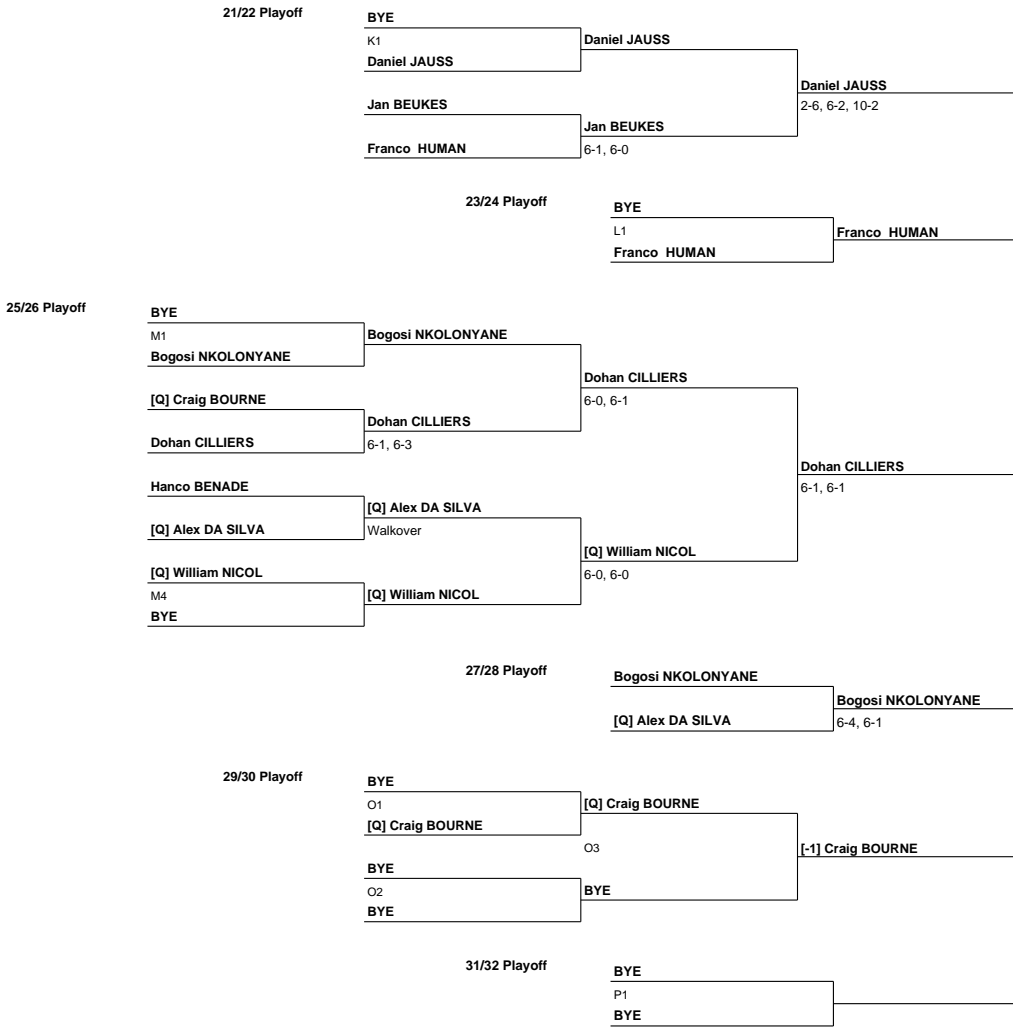 21/22 Playoff
BYE
K1
Daniel JAUSS
Daniel JAUSS
Jan BEUKES
Franco HUMAN
Jan BEUKES
6-1, 6-0
Daniel JAUSS
2-6, 6-2, 10-2
23/24 Playoff
BYE
L1
Franco HUMAN
Franco HUMAN
25/26 Playoff
BYE
M1
Bogosi NKOLONYANE
Bogosi NKOLONYANE
[Q] Craig BOURNE
Dohan CILLIERS
Dohan CILLIERS
6-1, 6-3
Dohan CILLIERS
6-0, 6-1
Hanco BENADE
[Q] Alex DA SILVA
[Q] Alex DA SILVA
Walkover
[Q] William NICOL
M4
BYE
[Q] William NICOL
[Q] William NICOL
6-0, 6-0
Dohan CILLIERS
6-1, 6-1
27/28 Playoff
Bogosi NKOLONYANE
[Q] Alex DA SILVA
Bogosi NKOLONYANE
6-4, 6-1
29/30 Playoff
BYE
O1
[Q] Craig BOURNE
[Q] Craig BOURNE
O3
BYE
O2
BYE
BYE
[-1] Craig BOURNE
31/32 Playoff
BYE
P1
BYE